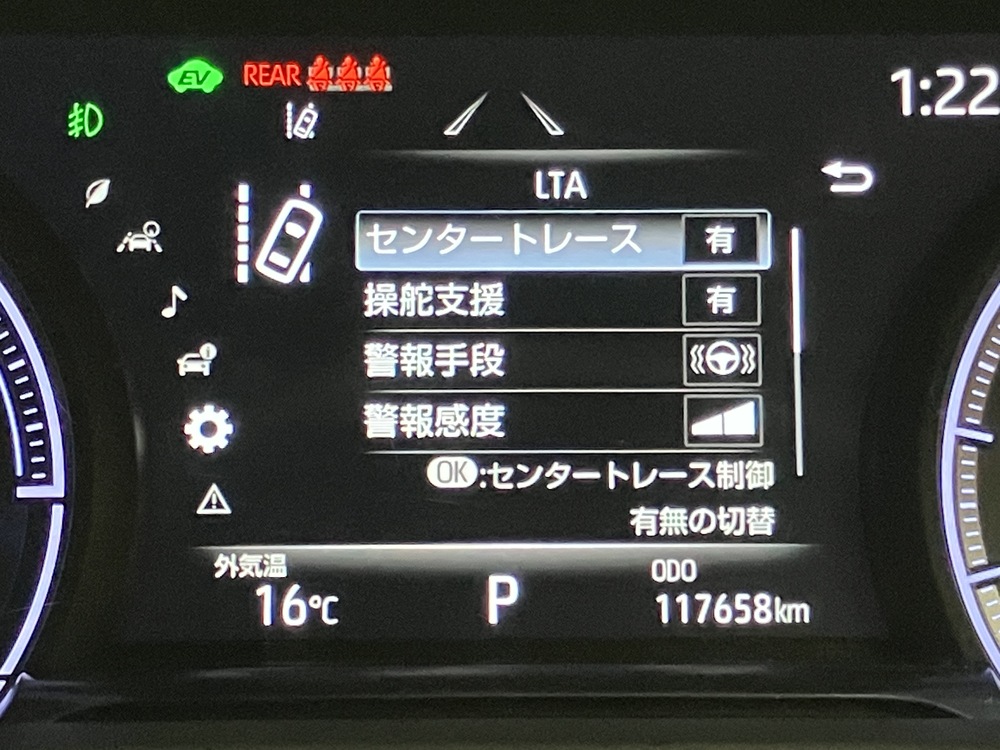 EV REAR
1:22
LTA
センタートレース 有
操舵支援 有
警報手段
警報感度
OK:センタートレース制御
有無の切替
外気温
16℃
P
ODO
117658km